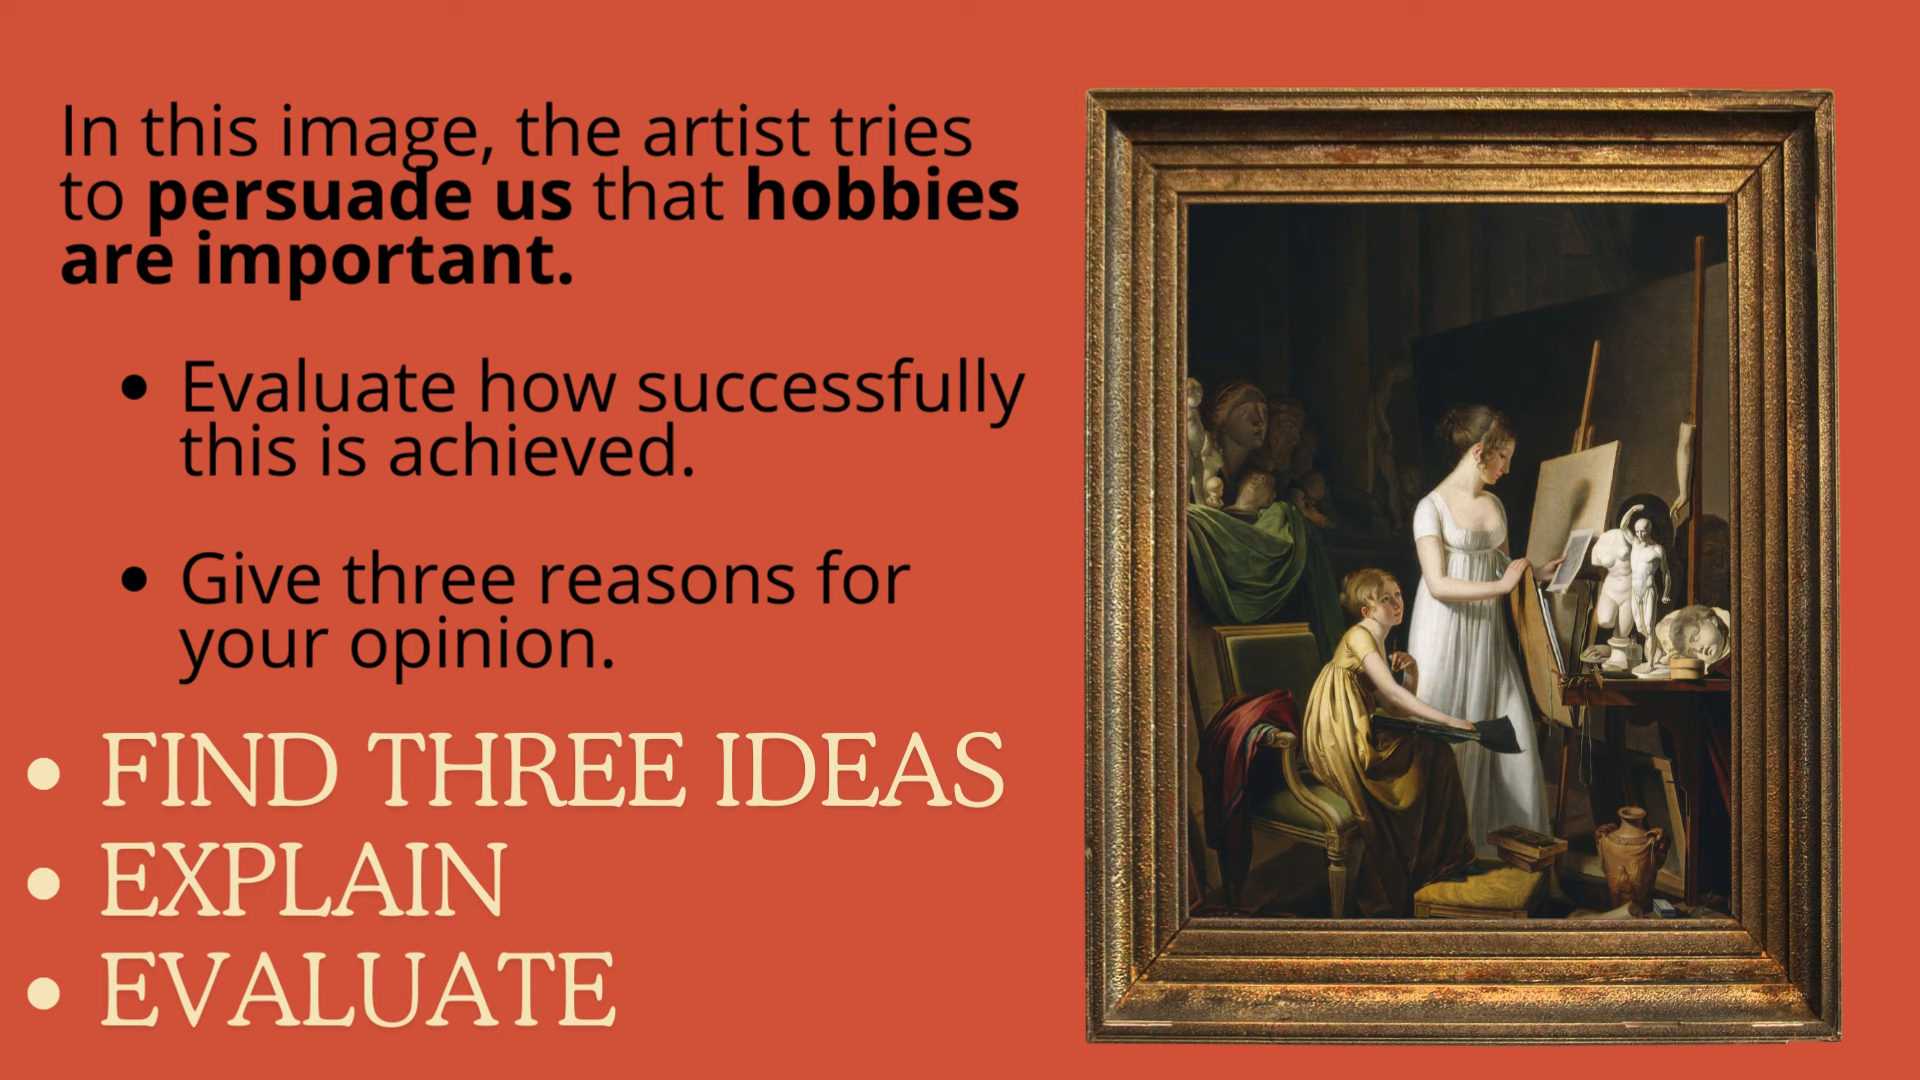 In this image, the artist tries
to persuade us that hobbies
are important.
• Evaluate how successfully
this is achieved.
• Give three reasons for
your opinion.
• FIND THREE IDEAS
• EXPLAIN
• EVALUATE